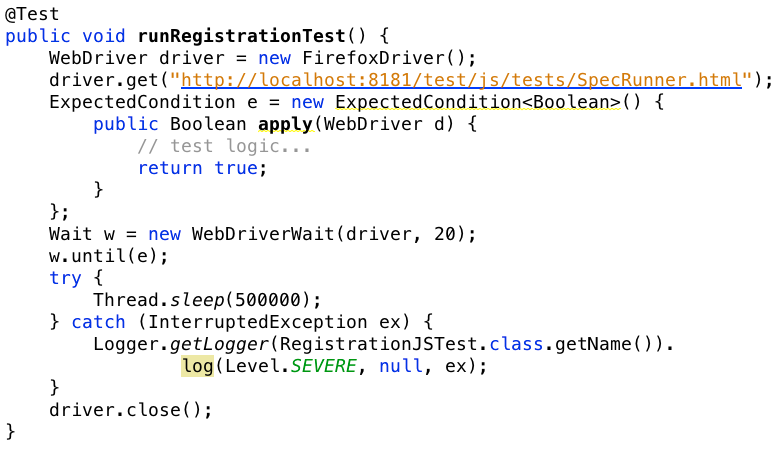 @Test
public void runRegistrationTest() {
    WebDriver driver = new FirefoxDriver();
    driver.get("http://localhost:8181/test/js/tests/SpecRunner.html");
    ExpectedCondition e = new ExpectedCondition<Boolean>() {
        public Boolean apply(WebDriver d) {
            // test logic...
            return true;
        }
    };
    Wait w = new WebDriverWait(driver, 20);
    w.until(e);
    try {
        Thread.sleep(500000);
    } catch (InterruptedException ex) {
        Logger.getLogger(RegistrationJSTest.class.getName()).
                log(Level.SEVERE, null, ex);
    }
    driver.close();
}